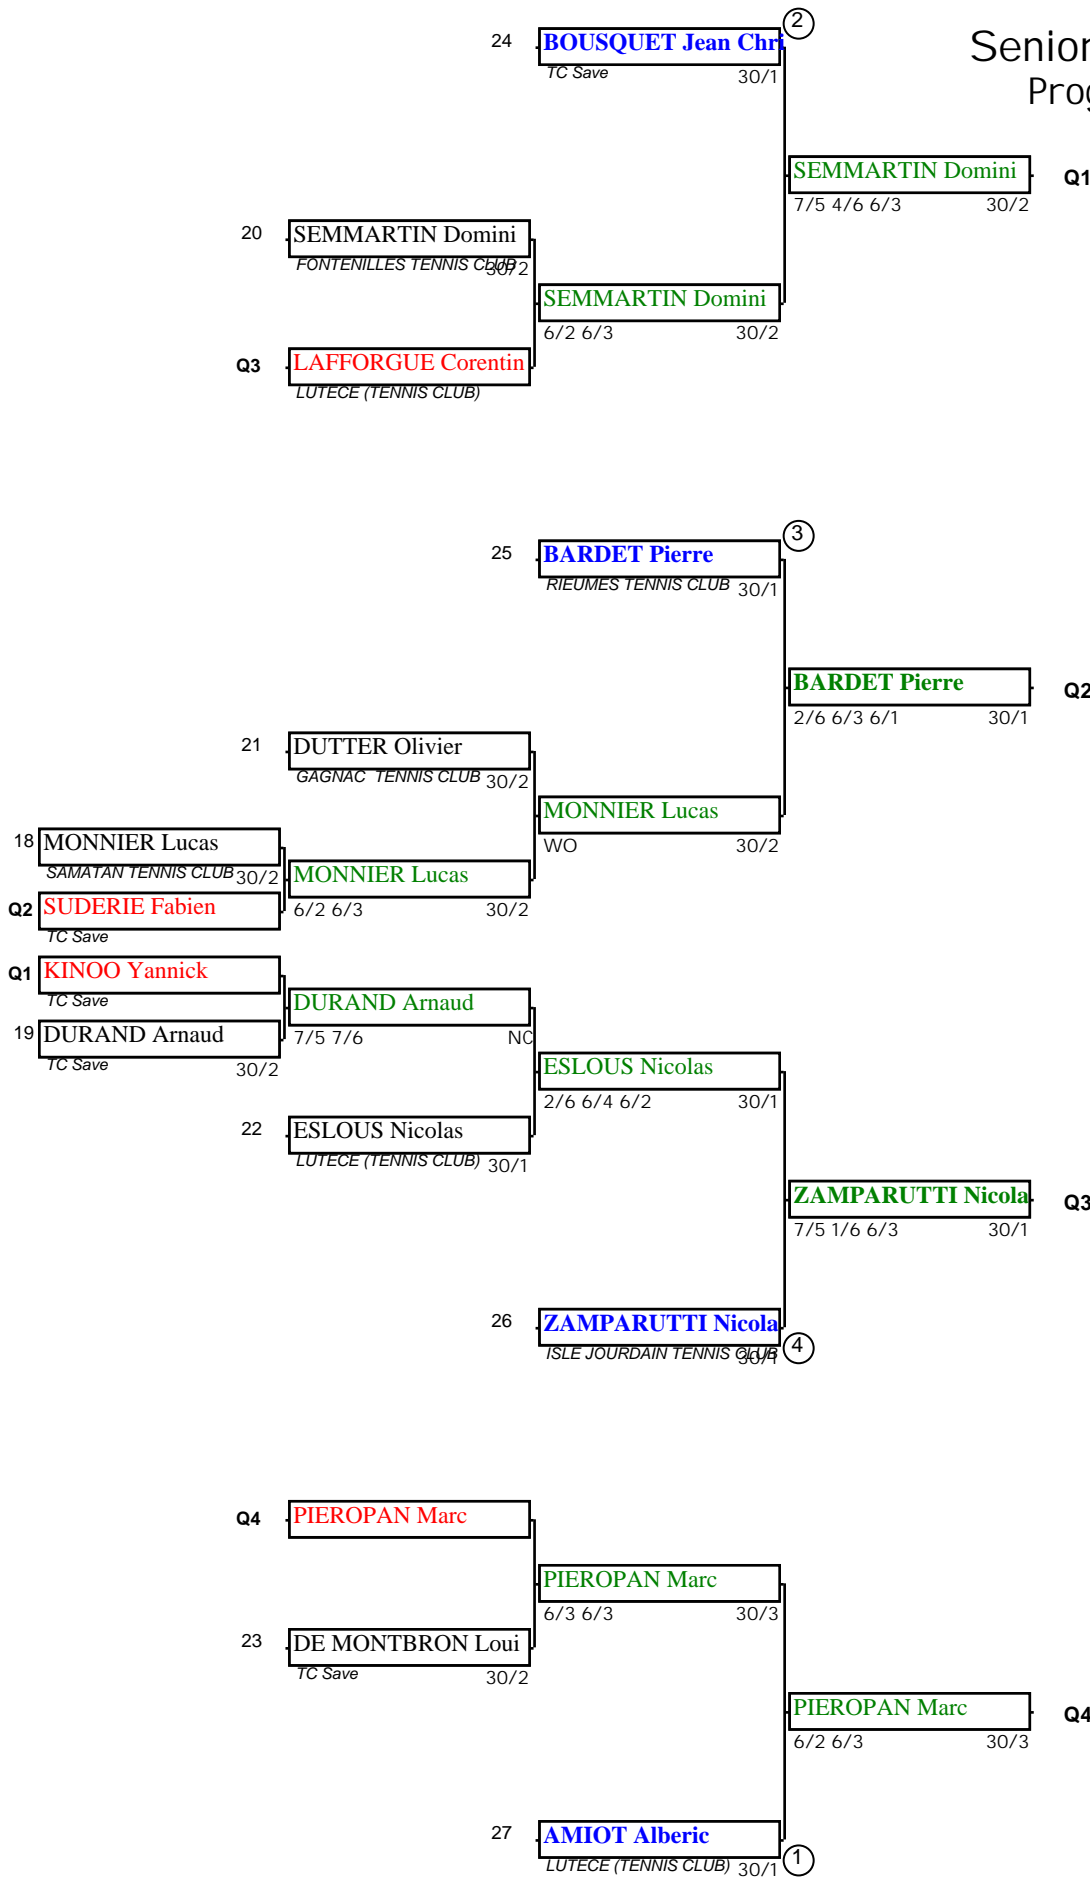 2
24 BOUSQUET Jean Chri
TC Save 30/1
Senior
Prog
SEMMARTIN Domini Q1
7/5 4/6 6/3 30/2
20 SEMMARTIN Domini
FONTENILLES TENNIS CLUB 30/2
SEMMARTIN Domini
6/2 6/3 30/2
Q3 LAFFORGUE Corentin
LUTECE (TENNIS CLUB)
3
25 BARDET Pierre
RIEUMES TENNIS CLUB 30/1
BARDET Pierre Q2
2/6 6/3 6/1 30/1
21 DUTTER Olivier
GAGNAC TENNIS CLUB 30/2
MONNIER Lucas
WO 30/2
18 MONNIER Lucas
SAMATAN TENNIS CLUB 30/2
MONNIER Lucas
6/2 6/3 30/2
Q2 SUDERIE Fabien
TC Save
Q1 KINOO Yannick
TC Save
DURAND Arnaud
7/5 7/6 NC
19 DURAND Arnaud
TC Save 30/2
ESLOUS Nicolas
2/6 6/4 6/2 30/1
22 ESLOUS Nicolas
LUTECE (TENNIS CLUB) 30/1
ZAMPARUTTI Nicola Q3
7/5 1/6 6/3 30/1
26 ZAMPARUTTI Nicola
ISLE JOURDAIN TENNIS CLUB 30/1
4
Q4 PIEROPAN Marc
PIEROPAN Marc
6/3 6/3 30/3
23 DE MONTBRON Loui
TC Save 30/2
PIEROPAN Marc Q4
6/2 6/3 30/3
27 AMIOT Alberic
LUTECE (TENNIS CLUB) 30/1
1